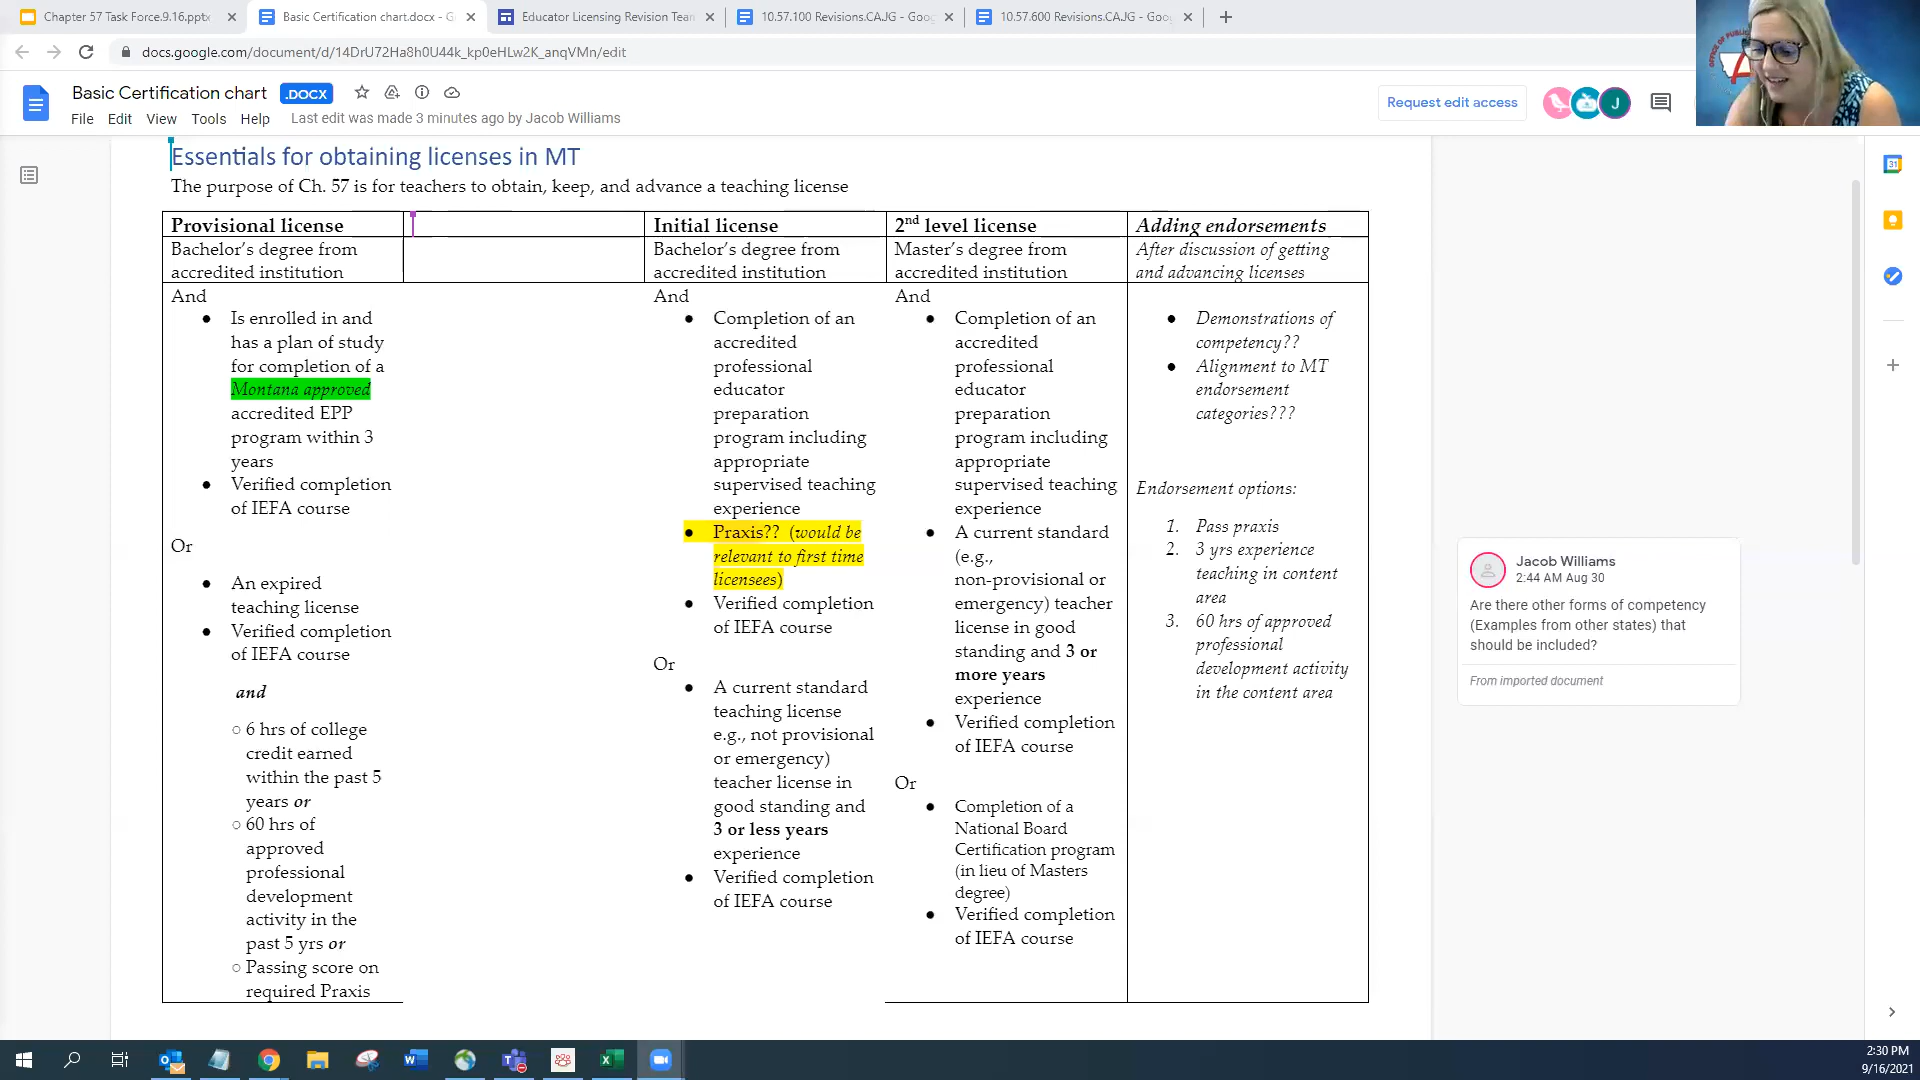 Chapter 57 Task Force.9.16.pptx
Basic Certification chart.docx - G
Educator Licensing Revision Team
10.57.100 Revisions.CAJG - Goo
10.57.600 Revisions.CAJG - Goo
docs.google.com/document/d/14DrU72Ha8h0U44k_kp0eHLw2K_anqVMn/edit
Basic Certification chart
.DOCX
Request edit access
J
File Edit View Tools Help
Last edit was made 3 minutes ago by Jacob Williams
Essentials for obtaining licenses in MT
The purpose of Ch. 57 is for teachers to obtain, keep, and advance a teaching license
Provisional license
Bachelor's degree from
accredited institution
And
● Is enrolled in and
has a plan of study
for completion of a
Montana approved
accredited EPP
program within 3
years
● Verified completion
of IEFA course
Or
● An expired
teaching license
● Verified completion
of IEFA course
and
○ 6 hrs of college
credit earned
within the past 5
years or
○ 60 hrs of
approved
professional
development
activity in the
past 5 yrs or
○ Passing score on
required Praxis
Initial license
Bachelor's degree from
accredited institution
And
● Completion of an
accredited
professional
educator
preparation
program including
appropriate
supervised teaching
experience
● Praxis?? (would be
relevant to first time
licensees)
● Verified completion
of IEFA course
Or
● A current standard
teaching license
e.g., not provisional
or emergency)
teacher license in
good standing and
3 or less years
experience
● Verified completion
of IEFA course
2nd level license
Master's degree from
accredited institution
And
● Completion of an
accredited
professional
educator
preparation
program including
appropriate
supervised teaching
experience
● A current standard
(e.g.,
non-provisional or
emergency) teacher
license in good
standing and 3 or
more years
experience
● Verified completion
of IEFA course
Or
● Completion of a
National Board
Certification program
(in lieu of Masters
degree)
● Verified completion
of IEFA course
Adding endorsements
After discussion of getting
and advancing licenses
● Demonstrations of
competency??
● Alignment to MT
endorsement
categories???
Endorsement options:
1. Pass praxis
2. 3 yrs experience
teaching in content
area
3. 60 hrs of approved
professional
development activity
in the content area
Jacob Williams
2:44 AM Aug 30
Are there other forms of competency
(Examples from other states) that
should be included?
From imported document
31
2:30 PM
9/16/2021